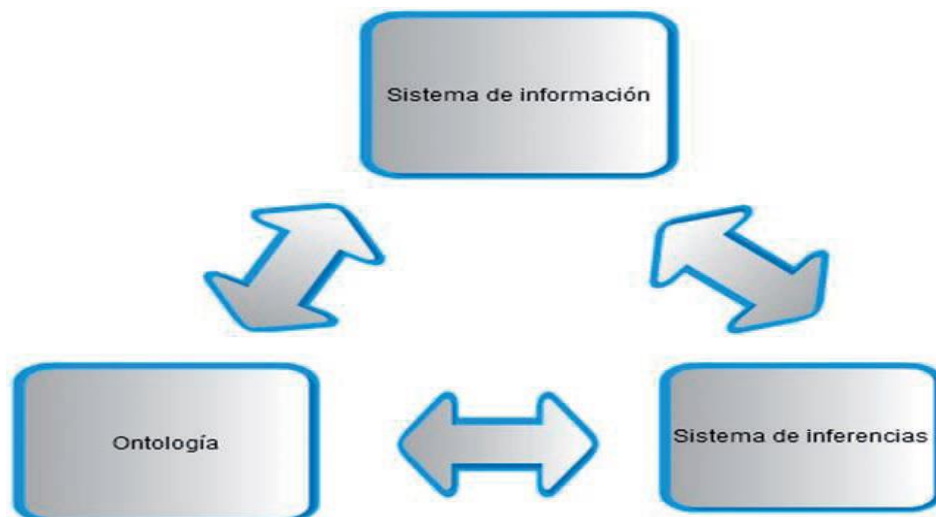 Sistema de información
Ontología
Sistema de inferencias